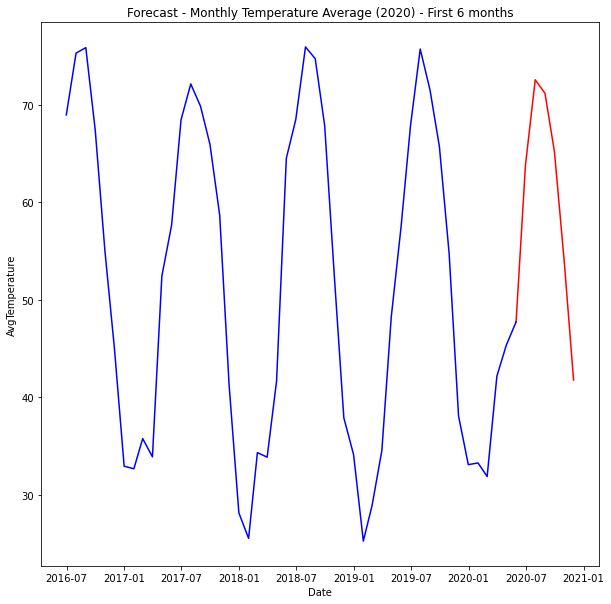 Forecast - Monthly Temperature Average (2020) - First 6 months
AvgTemperature
70
60
50
40
30
2016-07 2017-01 2017-07 2018-01 2018-07 2019-01 2019-07 2020-01 2020-07 2021-01
Date